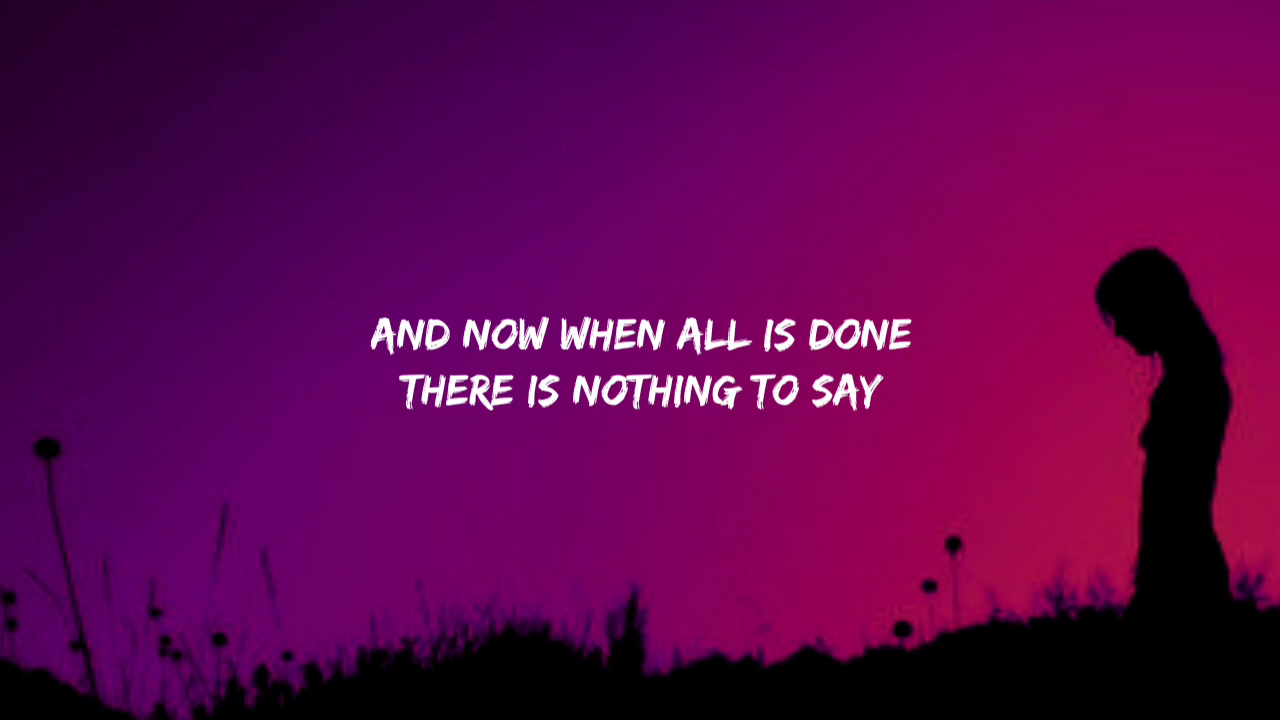 AND NOW WHEN ALL IS DONE
THERE IS NOTHING TO SAY